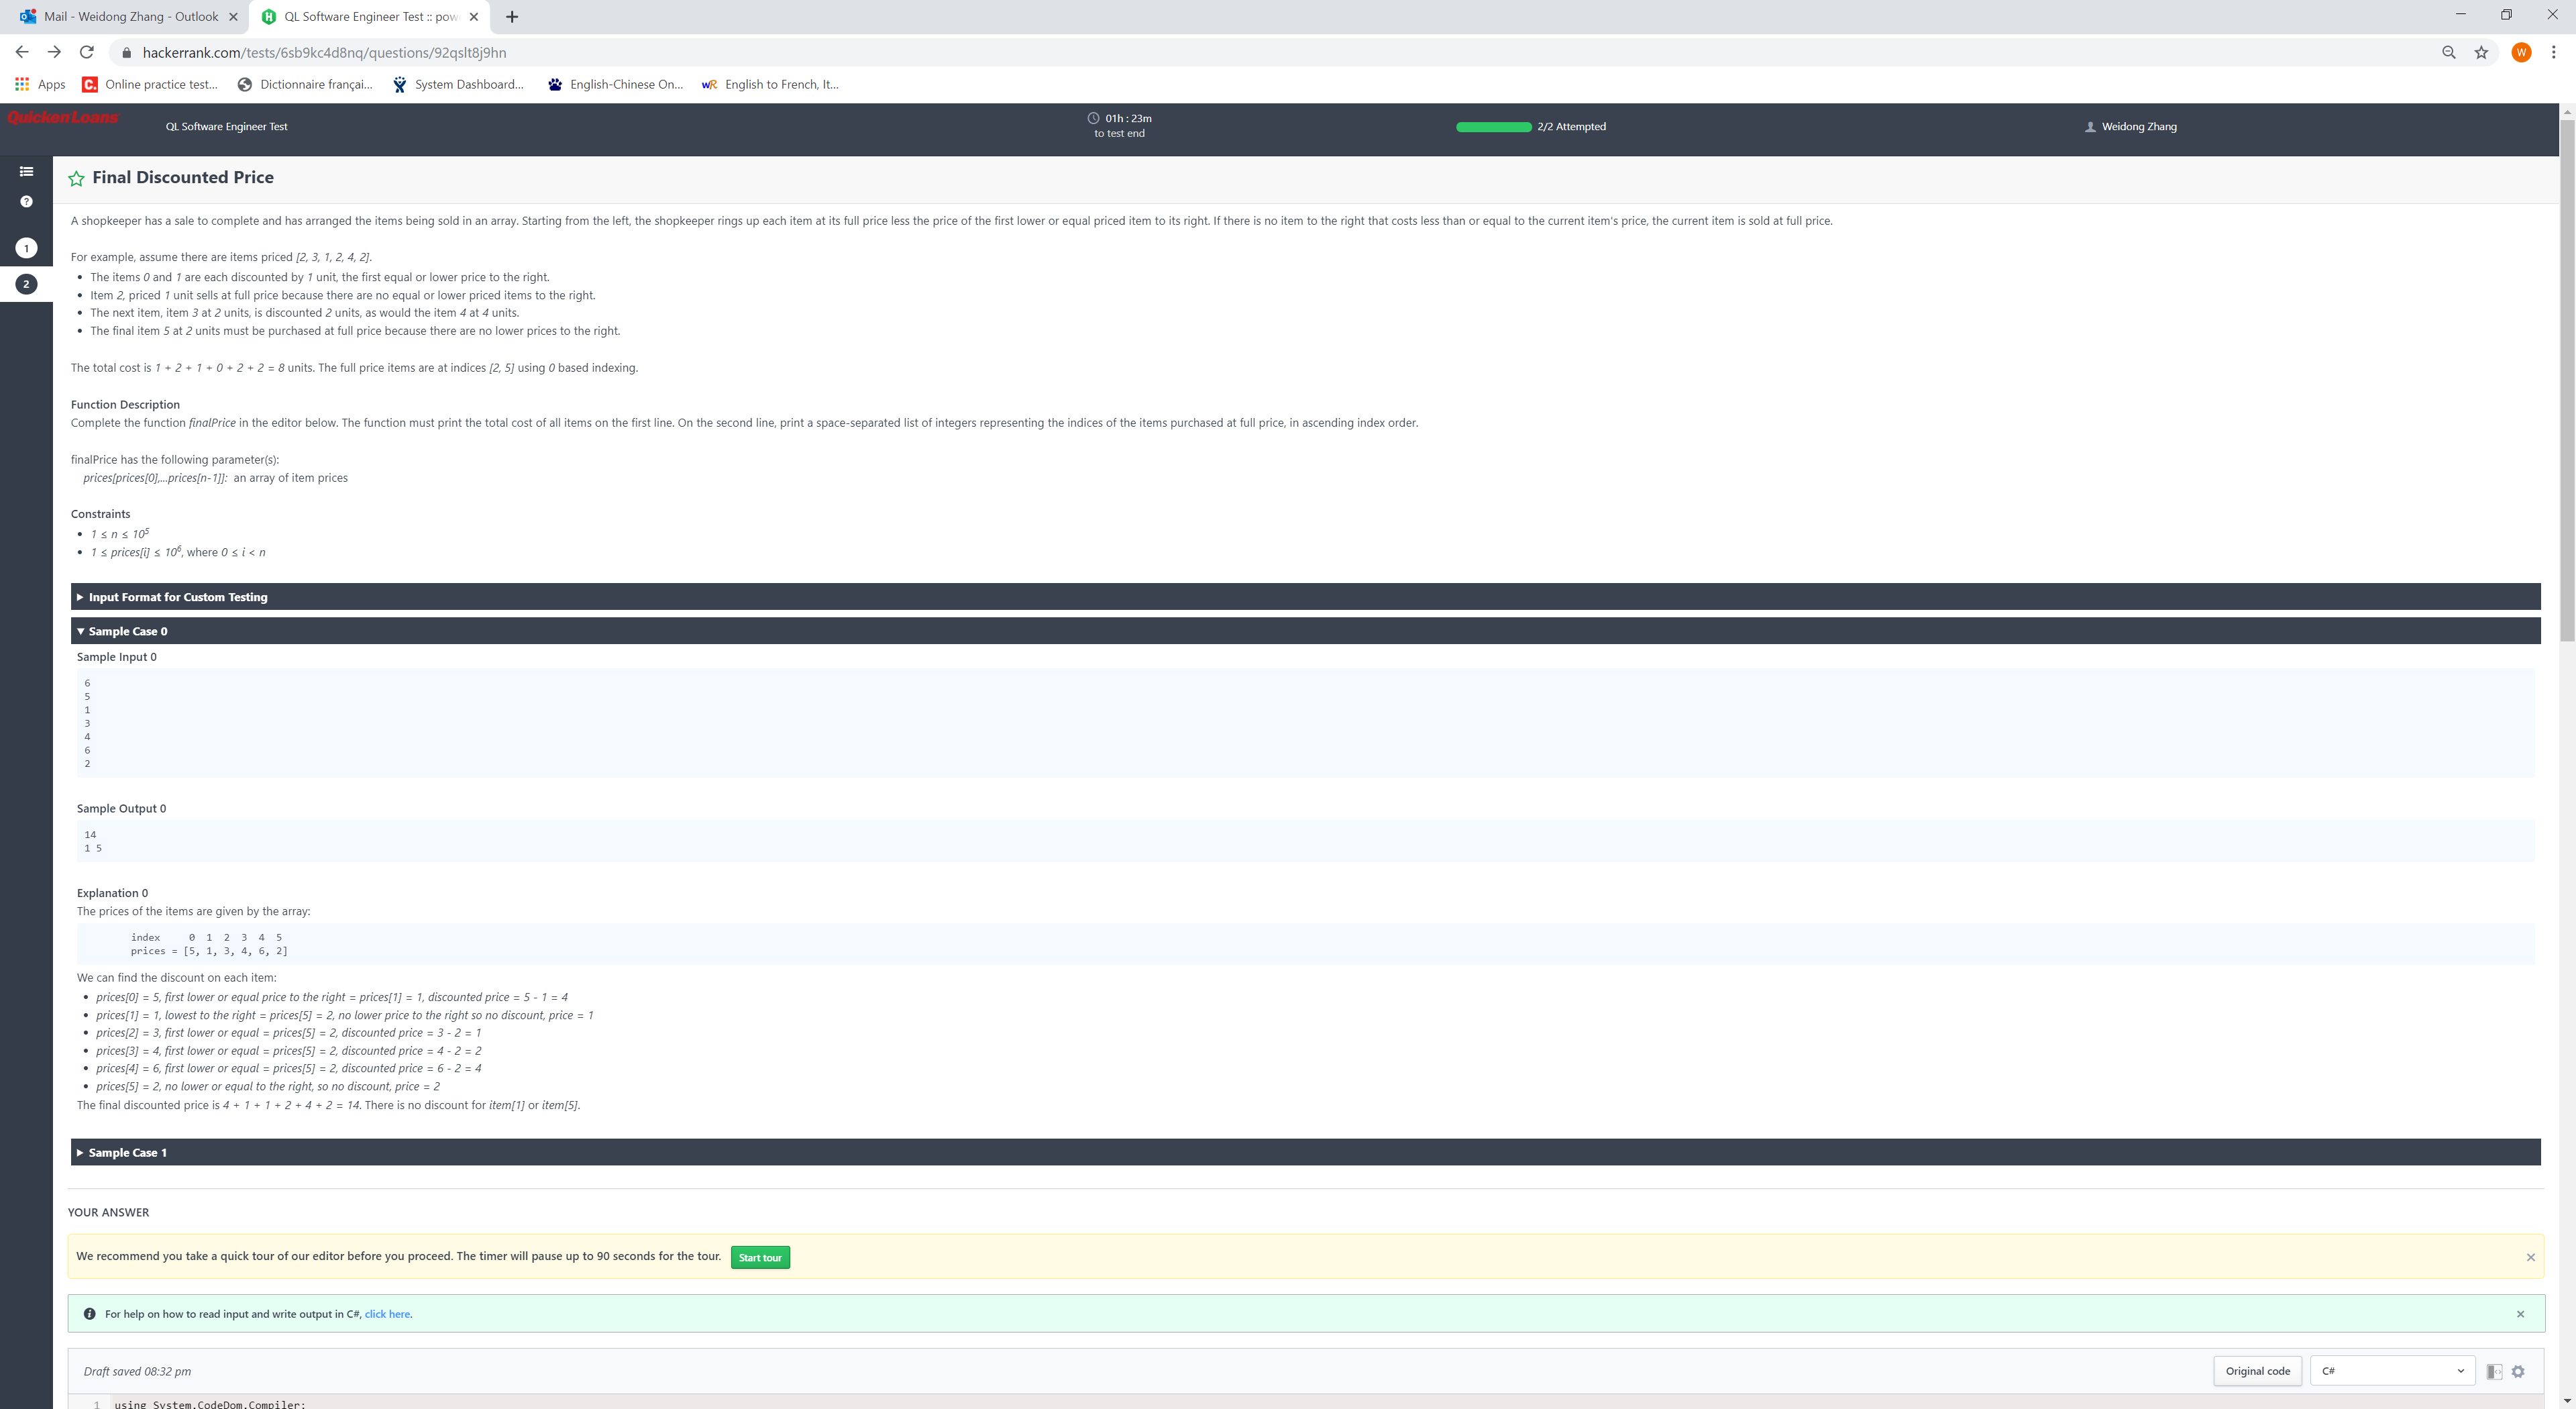 Mail - Weidong Zhang - Outlook
QL Software Engineer Test :: pow
hackerrank.com/tests/6sb9kc4d8nq/questions/92qslt8j9hn
W
Apps
Online practice test...
Dictionnaire françai...
System Dashboard...
English-Chinese On...
English to French, It...
Quicken Loans
QL Software Engineer Test
01h : 23m
to test end
2/2 Attempted
Weidong Zhang
1
2
Final Discounted Price
A shopkeeper has a sale to complete and has arranged the items being sold in an array. Starting from the left, the shopkeeper rings up each item at its full price less the price of the first lower or equal priced item to its right. If there is no item to the right that costs less than or equal to the current item's price, the current item is sold at full price.
For example, assume there are items priced [2, 3, 1, 2, 4, 2].
• The items 0 and 1 are each discounted by 1 unit, the first equal or lower price to the right.
• Item 2, priced 1 unit sells at full price because there are no equal or lower priced items to the right.
• The next item, item 3 at 2 units, is discounted 2 units, as would the item 4 at 4 units.
• The final item 5 at 2 units must be purchased at full price because there are no lower prices to the right.
The total cost is 1 + 2 + 1 + 0 + 2 + 2 = 8 units. The full price items are at indices [2, 5] using 0 based indexing.
Function Description
Complete the function finalPrice in the editor below. The function must print the total cost of all items on the first line. On the second line, print a space-separated list of integers representing the indices of the items purchased at full price, in ascending index order.
finalPrice has the following parameter(s):
prices[prices[0],...prices[n-1]]: an array of item prices
Constraints
• 1 ≤ n ≤ 10⁵
• 1 ≤ prices[i] ≤ 10⁶, where 0 ≤ i < n
Input Format for Custom Testing
Sample Case 0
Sample Input 0
6
5
1
3
4
6
2
Sample Output 0
14
1 5
Explanation 0
The prices of the items are given by the array:
index 0 1 2 3 4 5
prices = [5, 1, 3, 4, 6, 2]
We can find the discount on each item:
• prices[0] = 5, first lower or equal price to the right = prices[1] = 1, discounted price = 5 - 1 = 4
• prices[1] = 1, lowest to the right = prices[5] = 2, no lower price to the right so no discount, price = 1
• prices[2] = 3, first lower or equal = prices[5] = 2, discounted price = 3 - 2 = 1
• prices[3] = 4, first lower or equal = prices[5] = 2, discounted price = 4 - 2 = 2
• prices[4] = 6, first lower or equal = prices[5] = 2, discounted price = 6 - 2 = 4
• prices[5] = 2, no lower or equal to the right, so no discount, price = 2
The final discounted price is 4 + 1 + 1 + 2 + 4 + 2 = 14. There is no discount for item[1] or item[5].
Sample Case 1
YOUR ANSWER
We recommend you take a quick tour of our editor before you proceed. The timer will pause up to 90 seconds for the tour. Start tour
For help on how to read input and write output in C#, click here.
Draft saved 08:32 pm
Original code
C#
1 using System.CodeDom.Compiler;